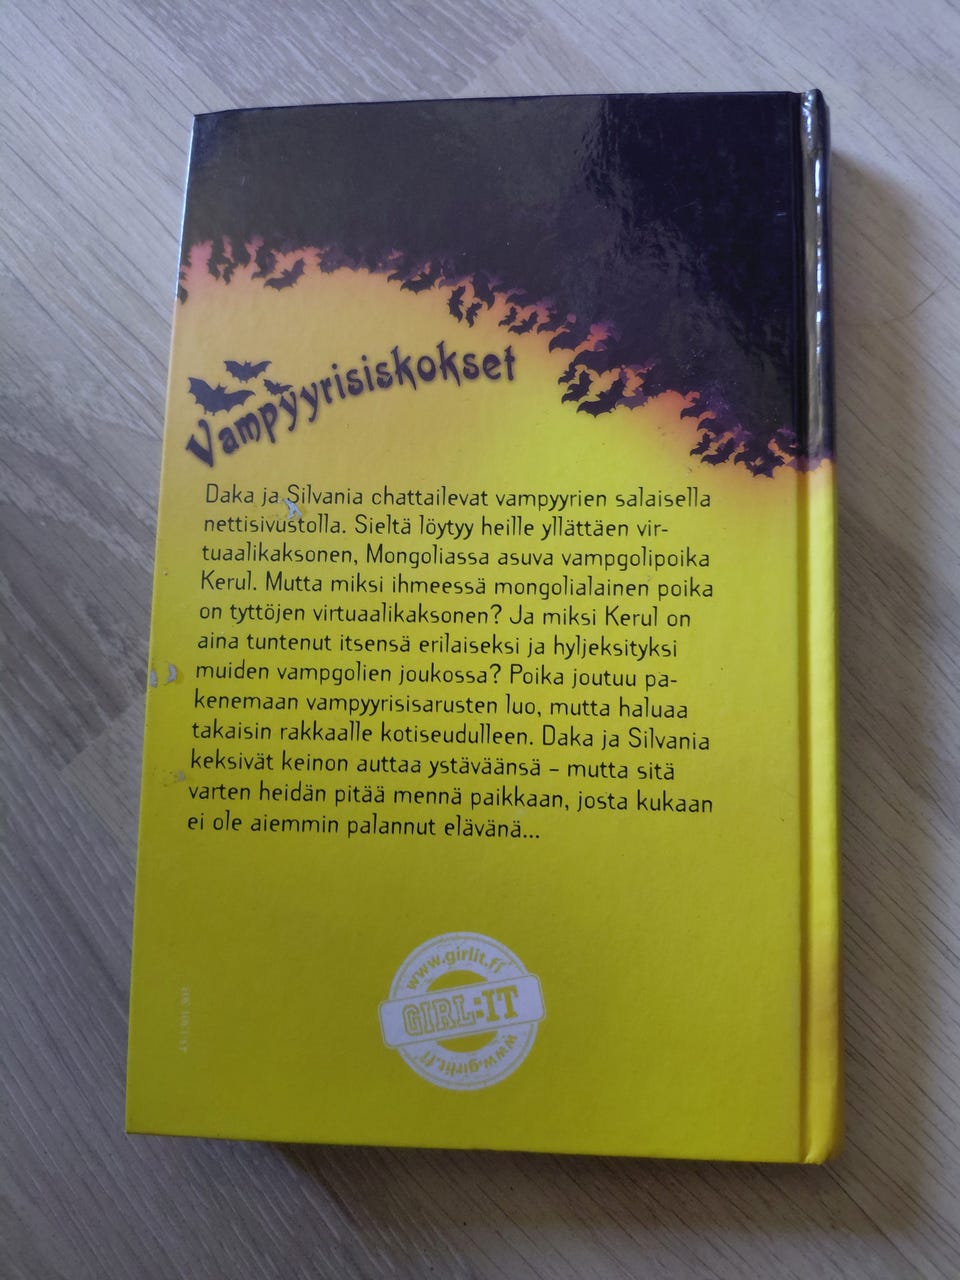 Vampyyrisiskokset
Daka ja Silvania chattailevat vampyyrien salaisella
nettisivustolla. Sieltä löytyy heille yllättäen vir-
tuaalikaksonen, Mongoliassa asuva vampgolipoika
Kerul. Mutta miksi ihmeessä mongolialainen poika
on tyttöjen virtuaalikaksonen? Ja miksi Kerul on
aina tuntenut itsensä erilaiseksi ja hyljeksityksi
muiden vampgolien joukossa? Poika joutuu pa-
kenemaan vampyyrisisarusten luo, mutta haluaa
takaisin rakkaalle kotiseudulleen. Daka ja Silvania
keksivät keinon auttaa ystäväänsä – mutta sitä
varten heidän pitää mennä paikkaan, josta kukaan
ei ole aiemmin palannut elävänä...
www.girlit.fi
GIRL:IT
www.girlit.fi